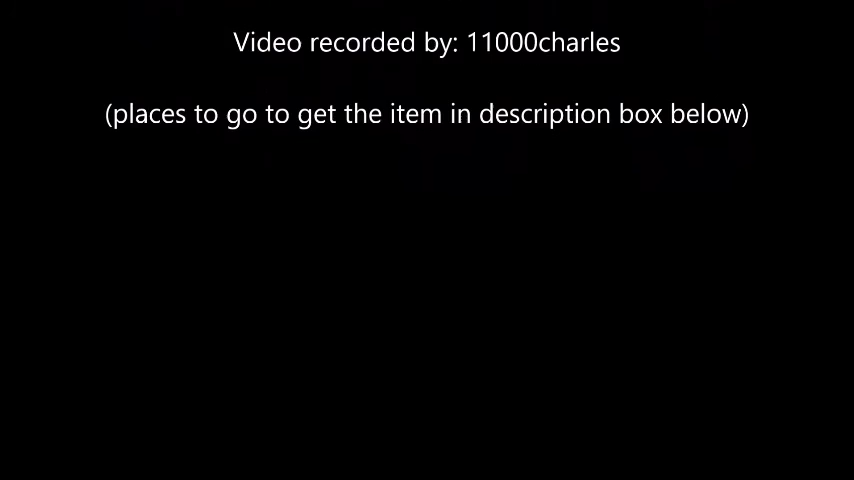 Video recorded by: 11000charles
(places to go to get the item in description box below)